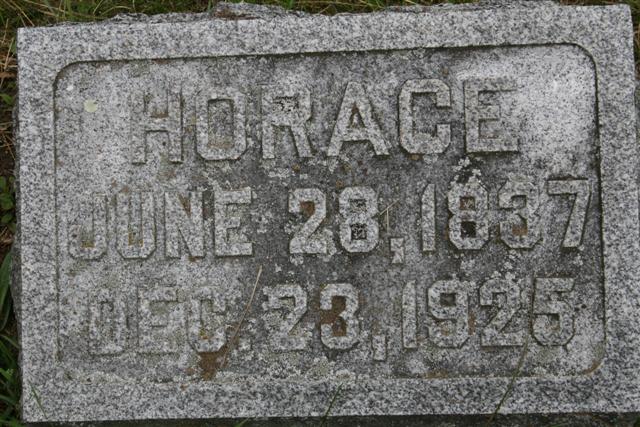 HORACE
JUNE 28, 1837
DEC. 23, 1925